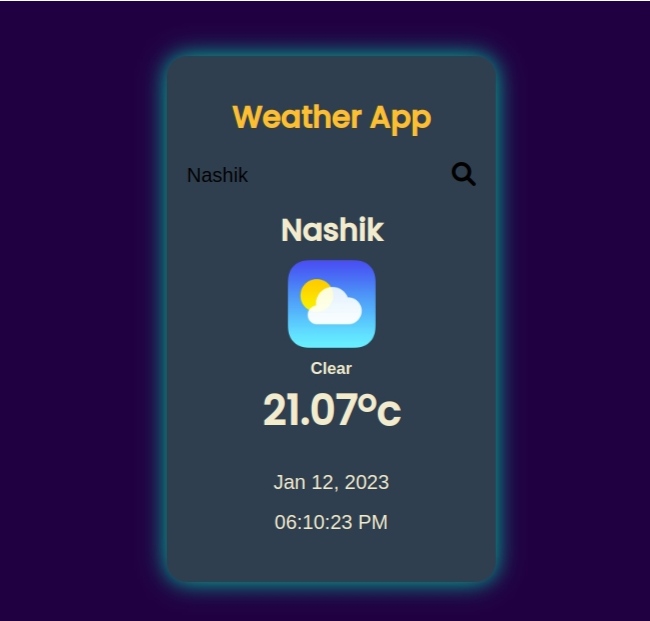 Weather App
Nashik
Nashik
Clear
21.07°c
Jan 12, 2023
06:10:23 PM